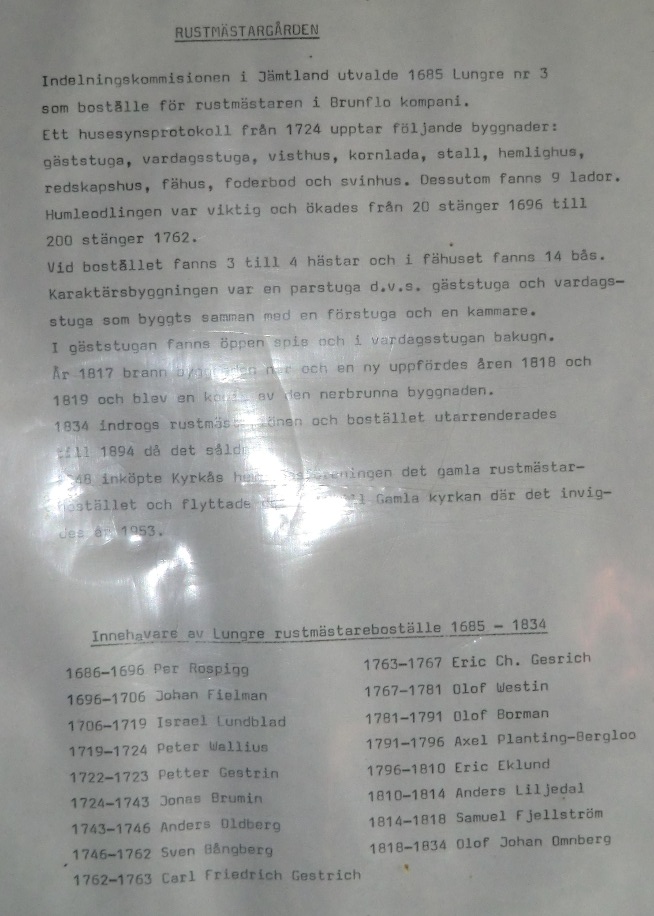 RUSTMÄSTARGÅRDEN
Indelningskommisionen i Jämtland utvalde 1685 Lungre nr 3
som boställe för rustmästaren i Brunflo kompani.
Ett husesynsprotokoll från 1724 upptar följande byggnader:
gäststuga, vardagsstuga, visthus, kornlada, stall, hemlighus,
redskapshus, fähus, foderbod och svinhus. Dessutom fanns 9 lador.
Humleodlingen var viktig och ökades från 20 stänger 1696 till
200 stänger 1762.
Vid bostället fanns 3 till 4 hästar och i fähuset fanns 14 bås.
Karaktärsbyggningen var en parstuga d.v.s. gäststuga och vardags-
stuga som byggts samman med en förstuga och en kammare.
I gäststugan fanns öppen spis och i vardagsstugan bakugn.
År 1817 brann byggnaden ner och en ny uppfördes åren 1818 och
1819 och blev en kopia av den nerbrunna byggnaden.
1834 indrogs och bostället utarrenderades
till 1894 då det
inköpte Kyrkås det gamla rustmästar-
bostället och flyttade till Gamla kyrkan där det invig-
des år 1953.
Innehavare av Lungre rustmästareboställe 1685 - 1834
1686-1696 Per Rospigg
1696-1706 Johan Fielman
1706-1719 Israel Lundblad
1719-1724 Peter Wallius
1722-1723 Petter Gestrin
1724-1743 Jonas Brumin
1743-1746 Anders Oldberg
1746-1762 Sven Bångberg
1762-1763 Carl Friedrich Gestrich
1763-1767 Eric Ch. Gesrich
1767-1781 Olof Westin
1781-1791 Olof Borman
1791-1796 Axel Planting-Bergloo
1796-1810 Eric Eklund
1810-1814 Anders Liljedal
1814-1818 Samuel Fjellström
1818-1834 Olof Johan Omnberg